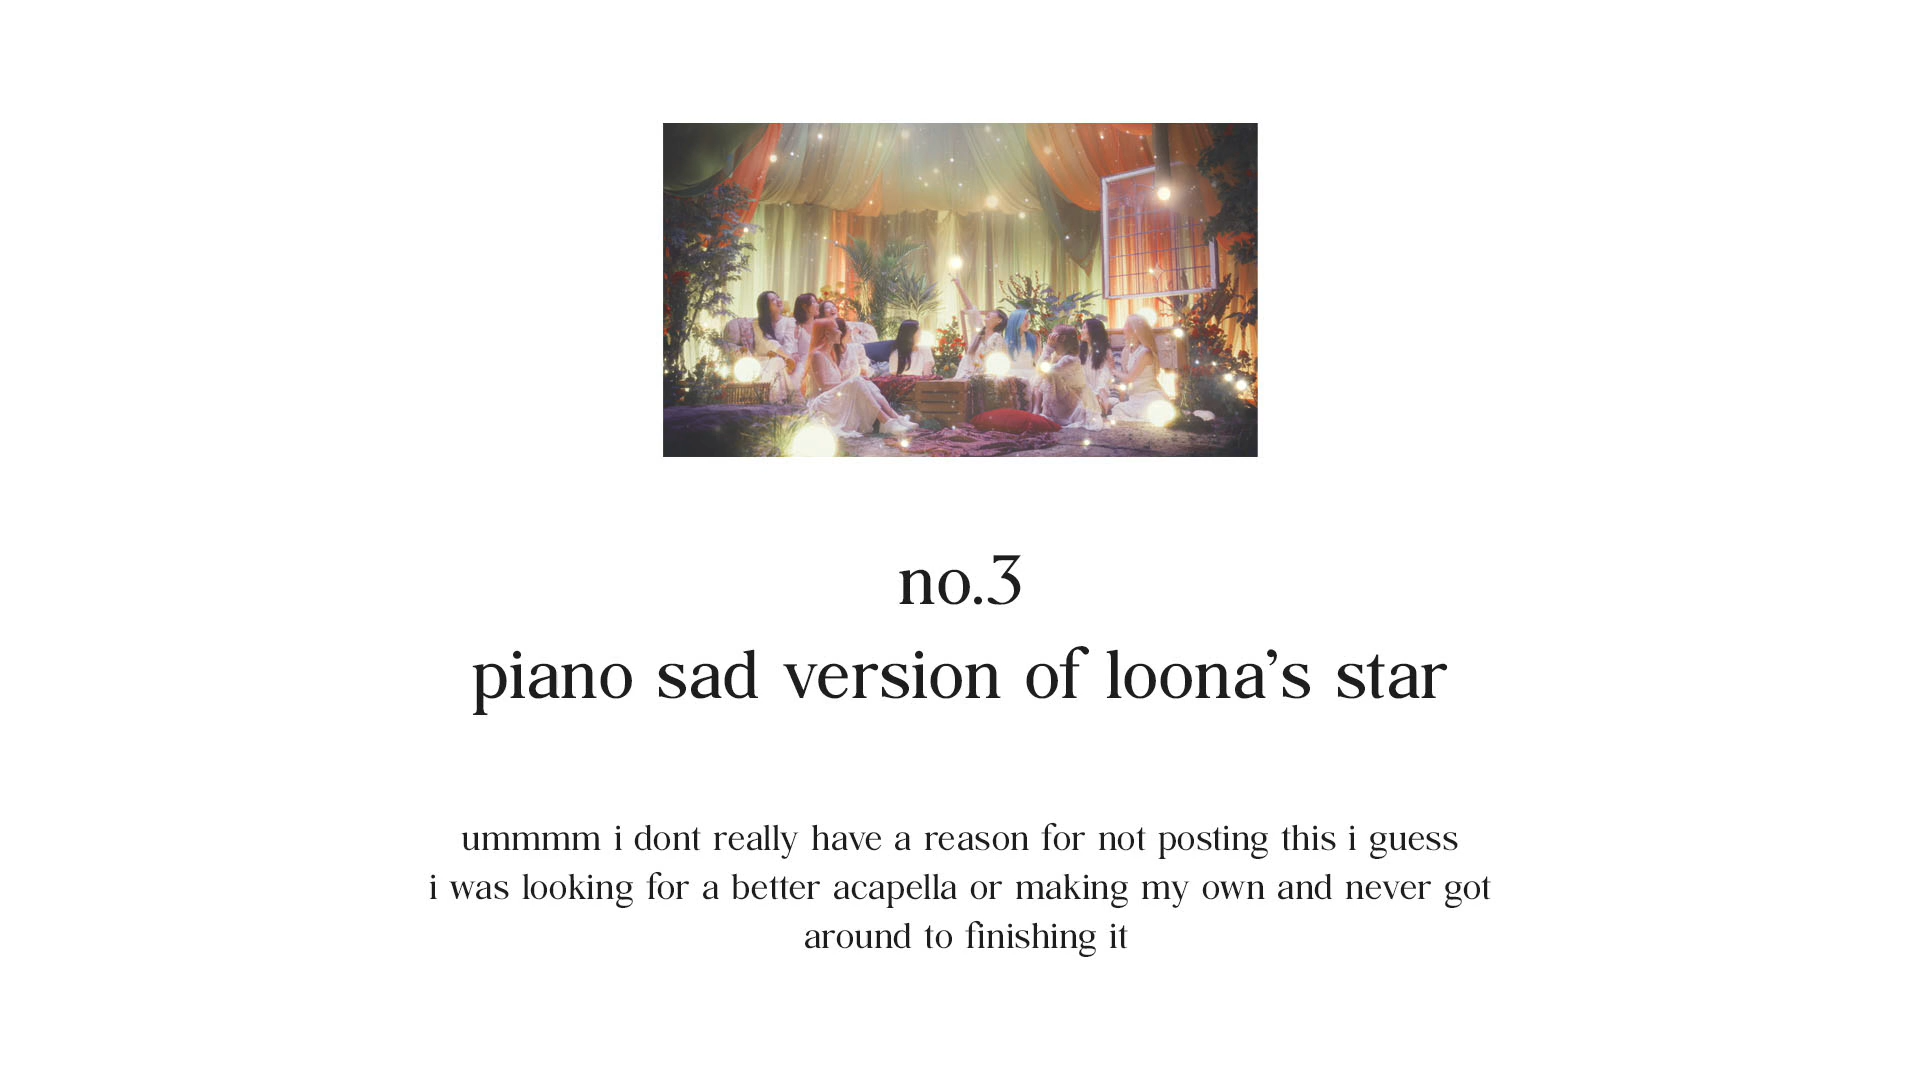 no.3
piano sad version of loona’s star
ummmm i dont really have a reason for not posting this i guess
i was looking for a better acapella or making my own and never got
around to finishing it